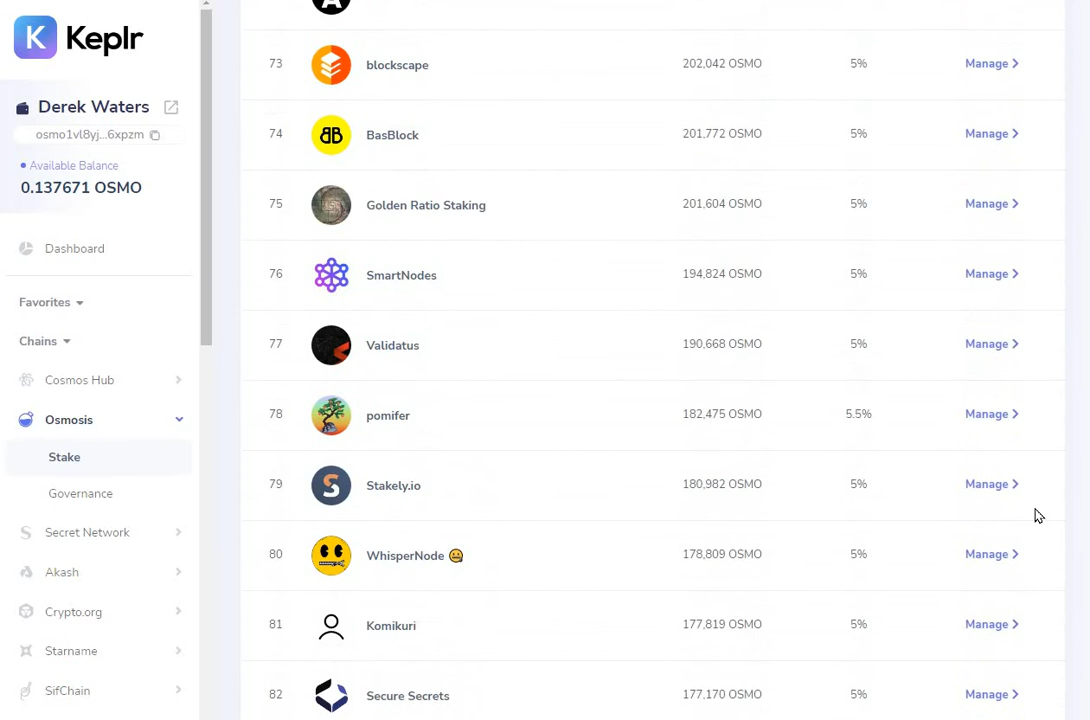 Keplr
Derek Waters
osmo1vl8yj...6xpzm
Available Balance
0.137671 OSMO
Dashboard
Favorites
Chains
Cosmos Hub
Osmosis
Stake
Governance
Secret Network
Akash
Crypto.org
Starname
SifChain
73 blockscape 202,042 OSMO 5% Manage
74 BasBlock 201,772 OSMO 5% Manage
75 Golden Ratio Staking 201,604 OSMO 5% Manage
76 SmartNodes 194,824 OSMO 5% Manage
77 Validatus 190,668 OSMO 5% Manage
78 pomifer 182,475 OSMO 5.5% Manage
79 Stakely.io 180,982 OSMO 5% Manage
80 WhisperNode 🤐 178,809 OSMO 5% Manage
81 Komikuri 177,819 OSMO 5% Manage
82 Secure Secrets 177,170 OSMO 5% Manage